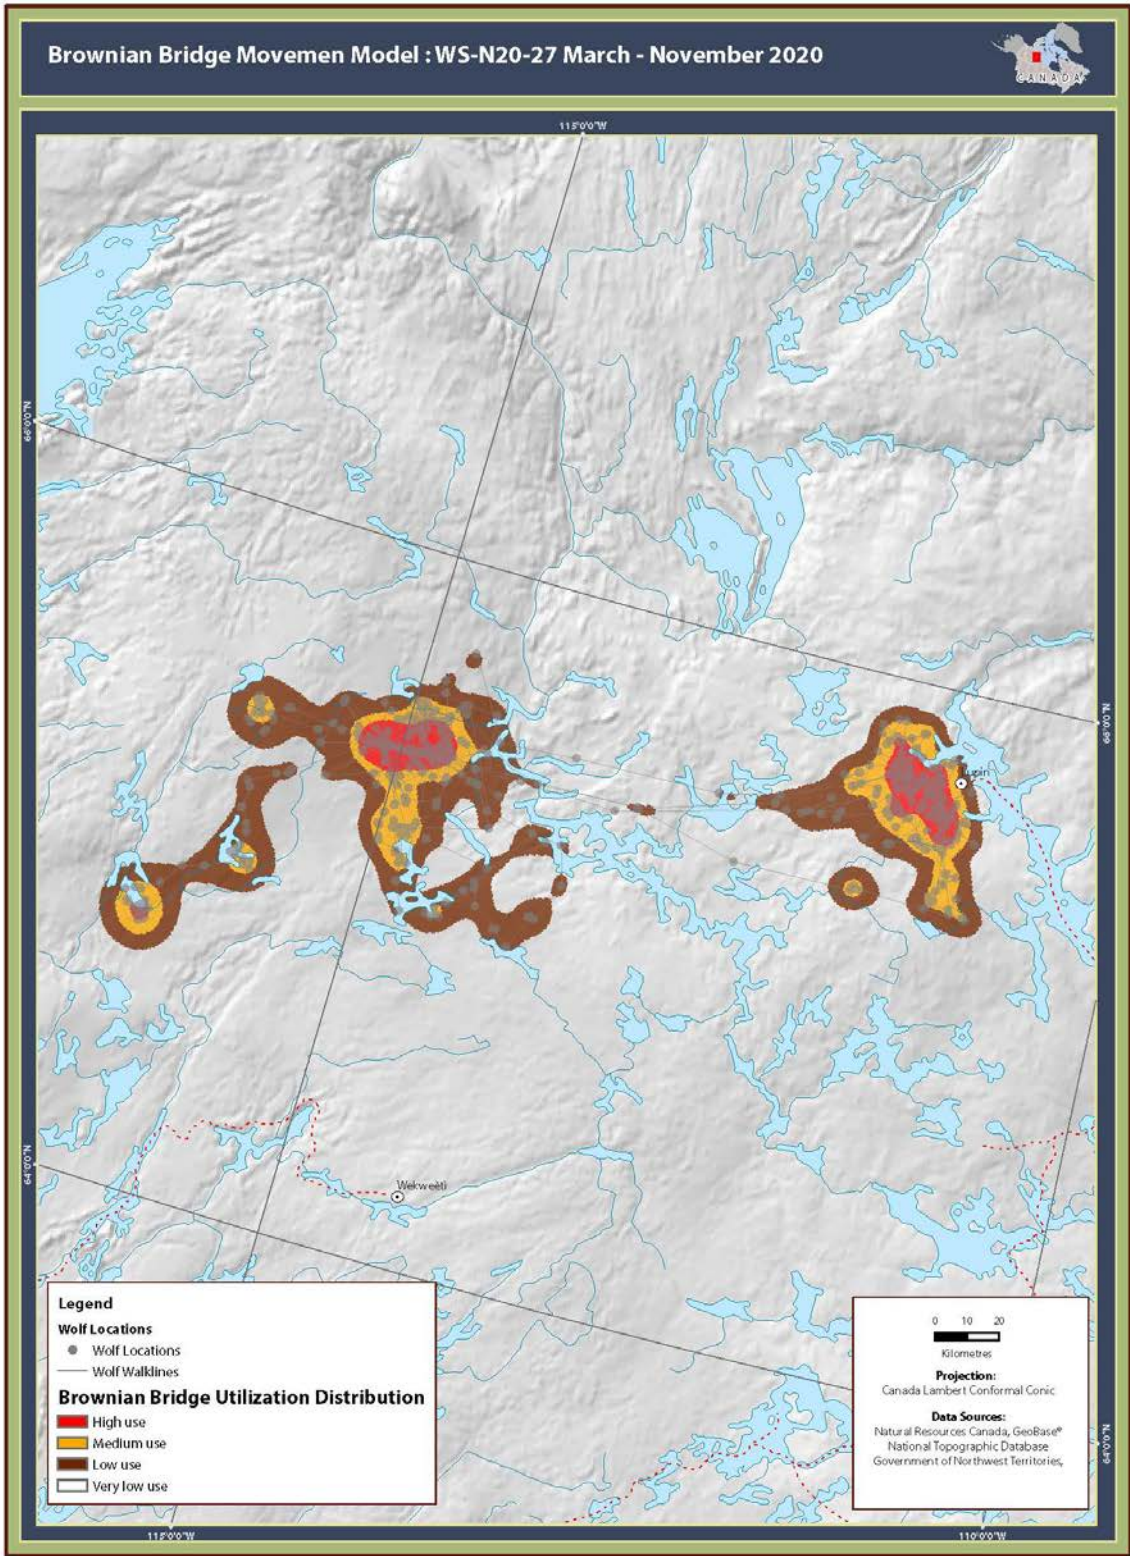 Brownian Bridge Movemen Model : WS-N20-27 March - November 2020
CANADA
115°0'0"W
66°0'0"N
66°0'0"N
Lupin
64°0'0"N
Wekweètì
Legend
Wolf Locations
Wolf Locations
Wolf Walklines
Brownian Bridge Utilization Distribution
High use
Medium use
Low use
Very low use
0 10 20
Kilometres
Projection:
Canada Lambert Conformal Conic
Data Sources:
Natural Resources Canada, GeoBase®
National Topographic Database
Government of Northwest Territories,
64°0'0"N
115°0'0"W
110°0'0"W